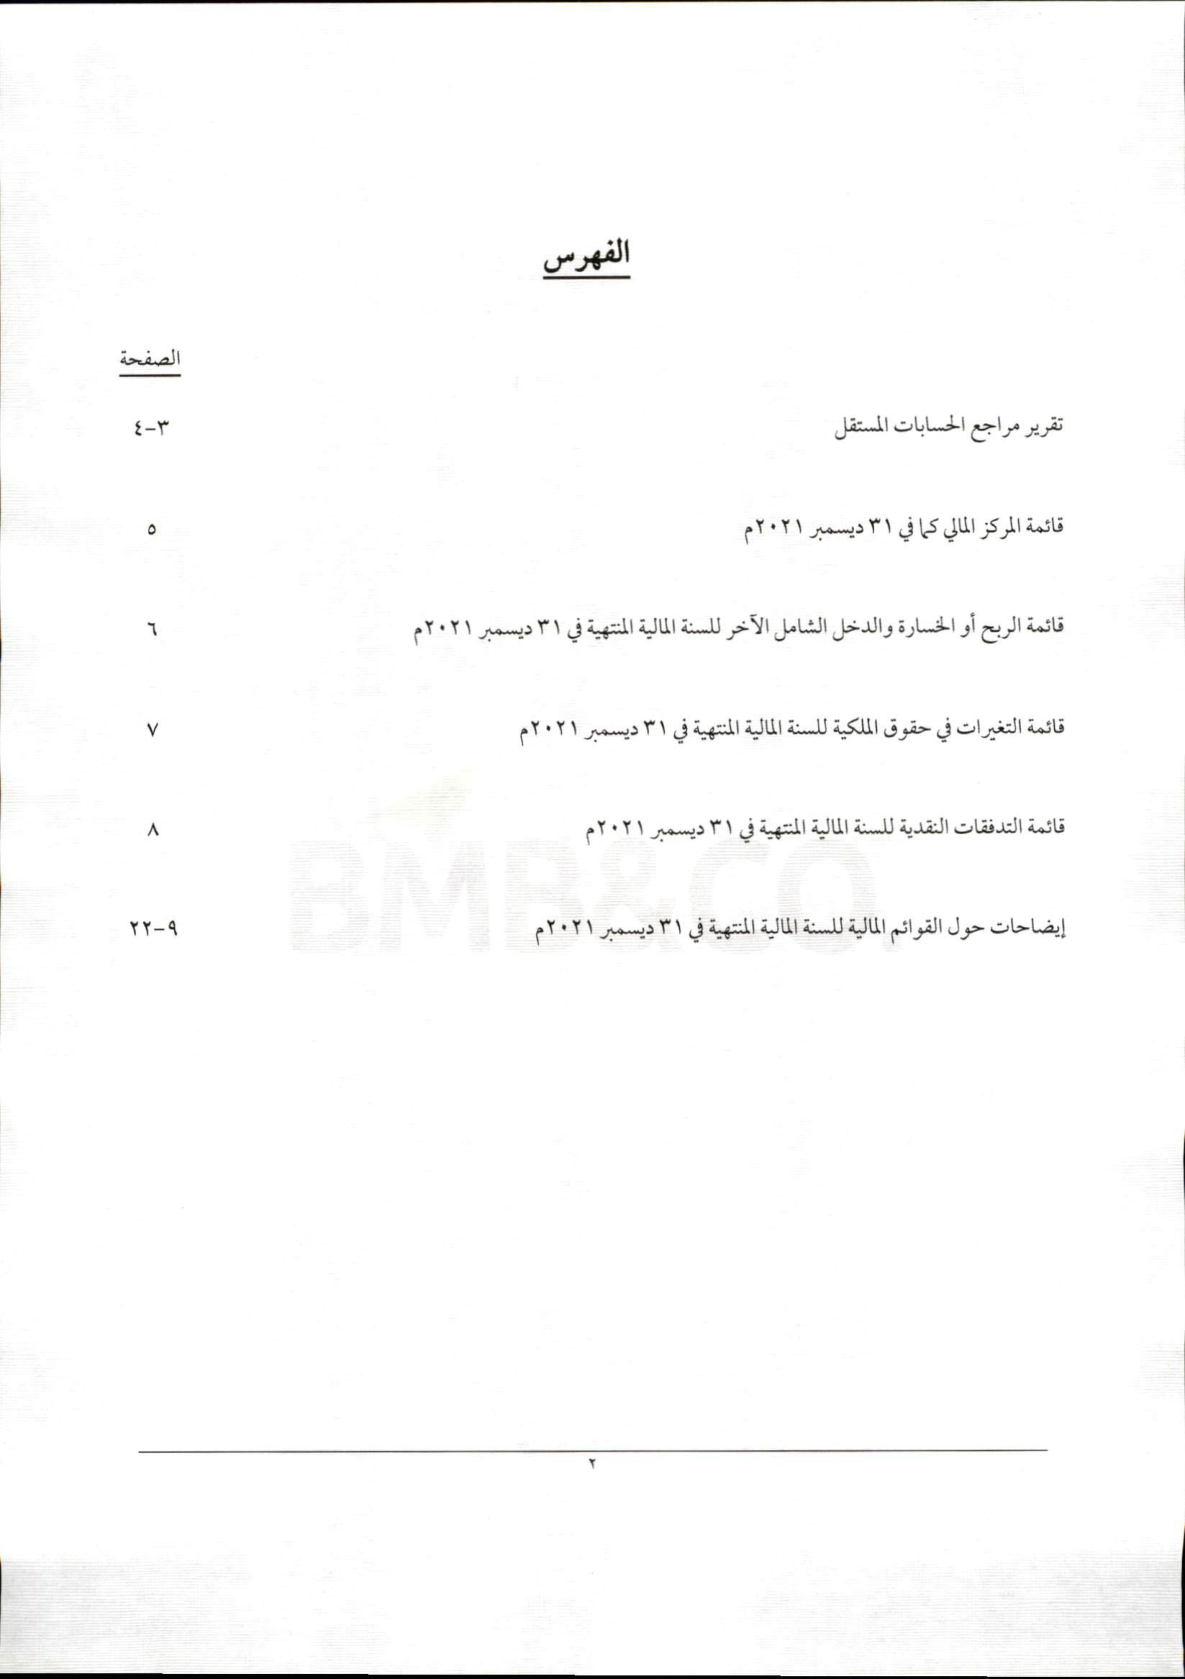 الفهرس
الصفحة
تقرير مراجع الحسابات المستقل ٣-٤
قائمة المركز المالي كما في ٣١ ديسمبر ٢٠٢١م ٥
قائمة الربح أو الخسارة والدخل الشامل الآخر للسنة المالية المنتهية في ٣١ ديسمبر ٢٠٢١م ٦
قائمة التغيرات في حقوق الملكية للسنة المالية المنتهية في ٣١ ديسمبر ٢٠٢١م ٧
قائمة التدفقات النقدية للسنة المالية المنتهية في ٣١ ديسمبر ٢٠٢١م ٨
BMB&CO.
إيضاحات حول القوائم المالية للسنة المالية المنتهية في ٣١ ديسمبر ٢٠٢١م ٩-٢٢
٢